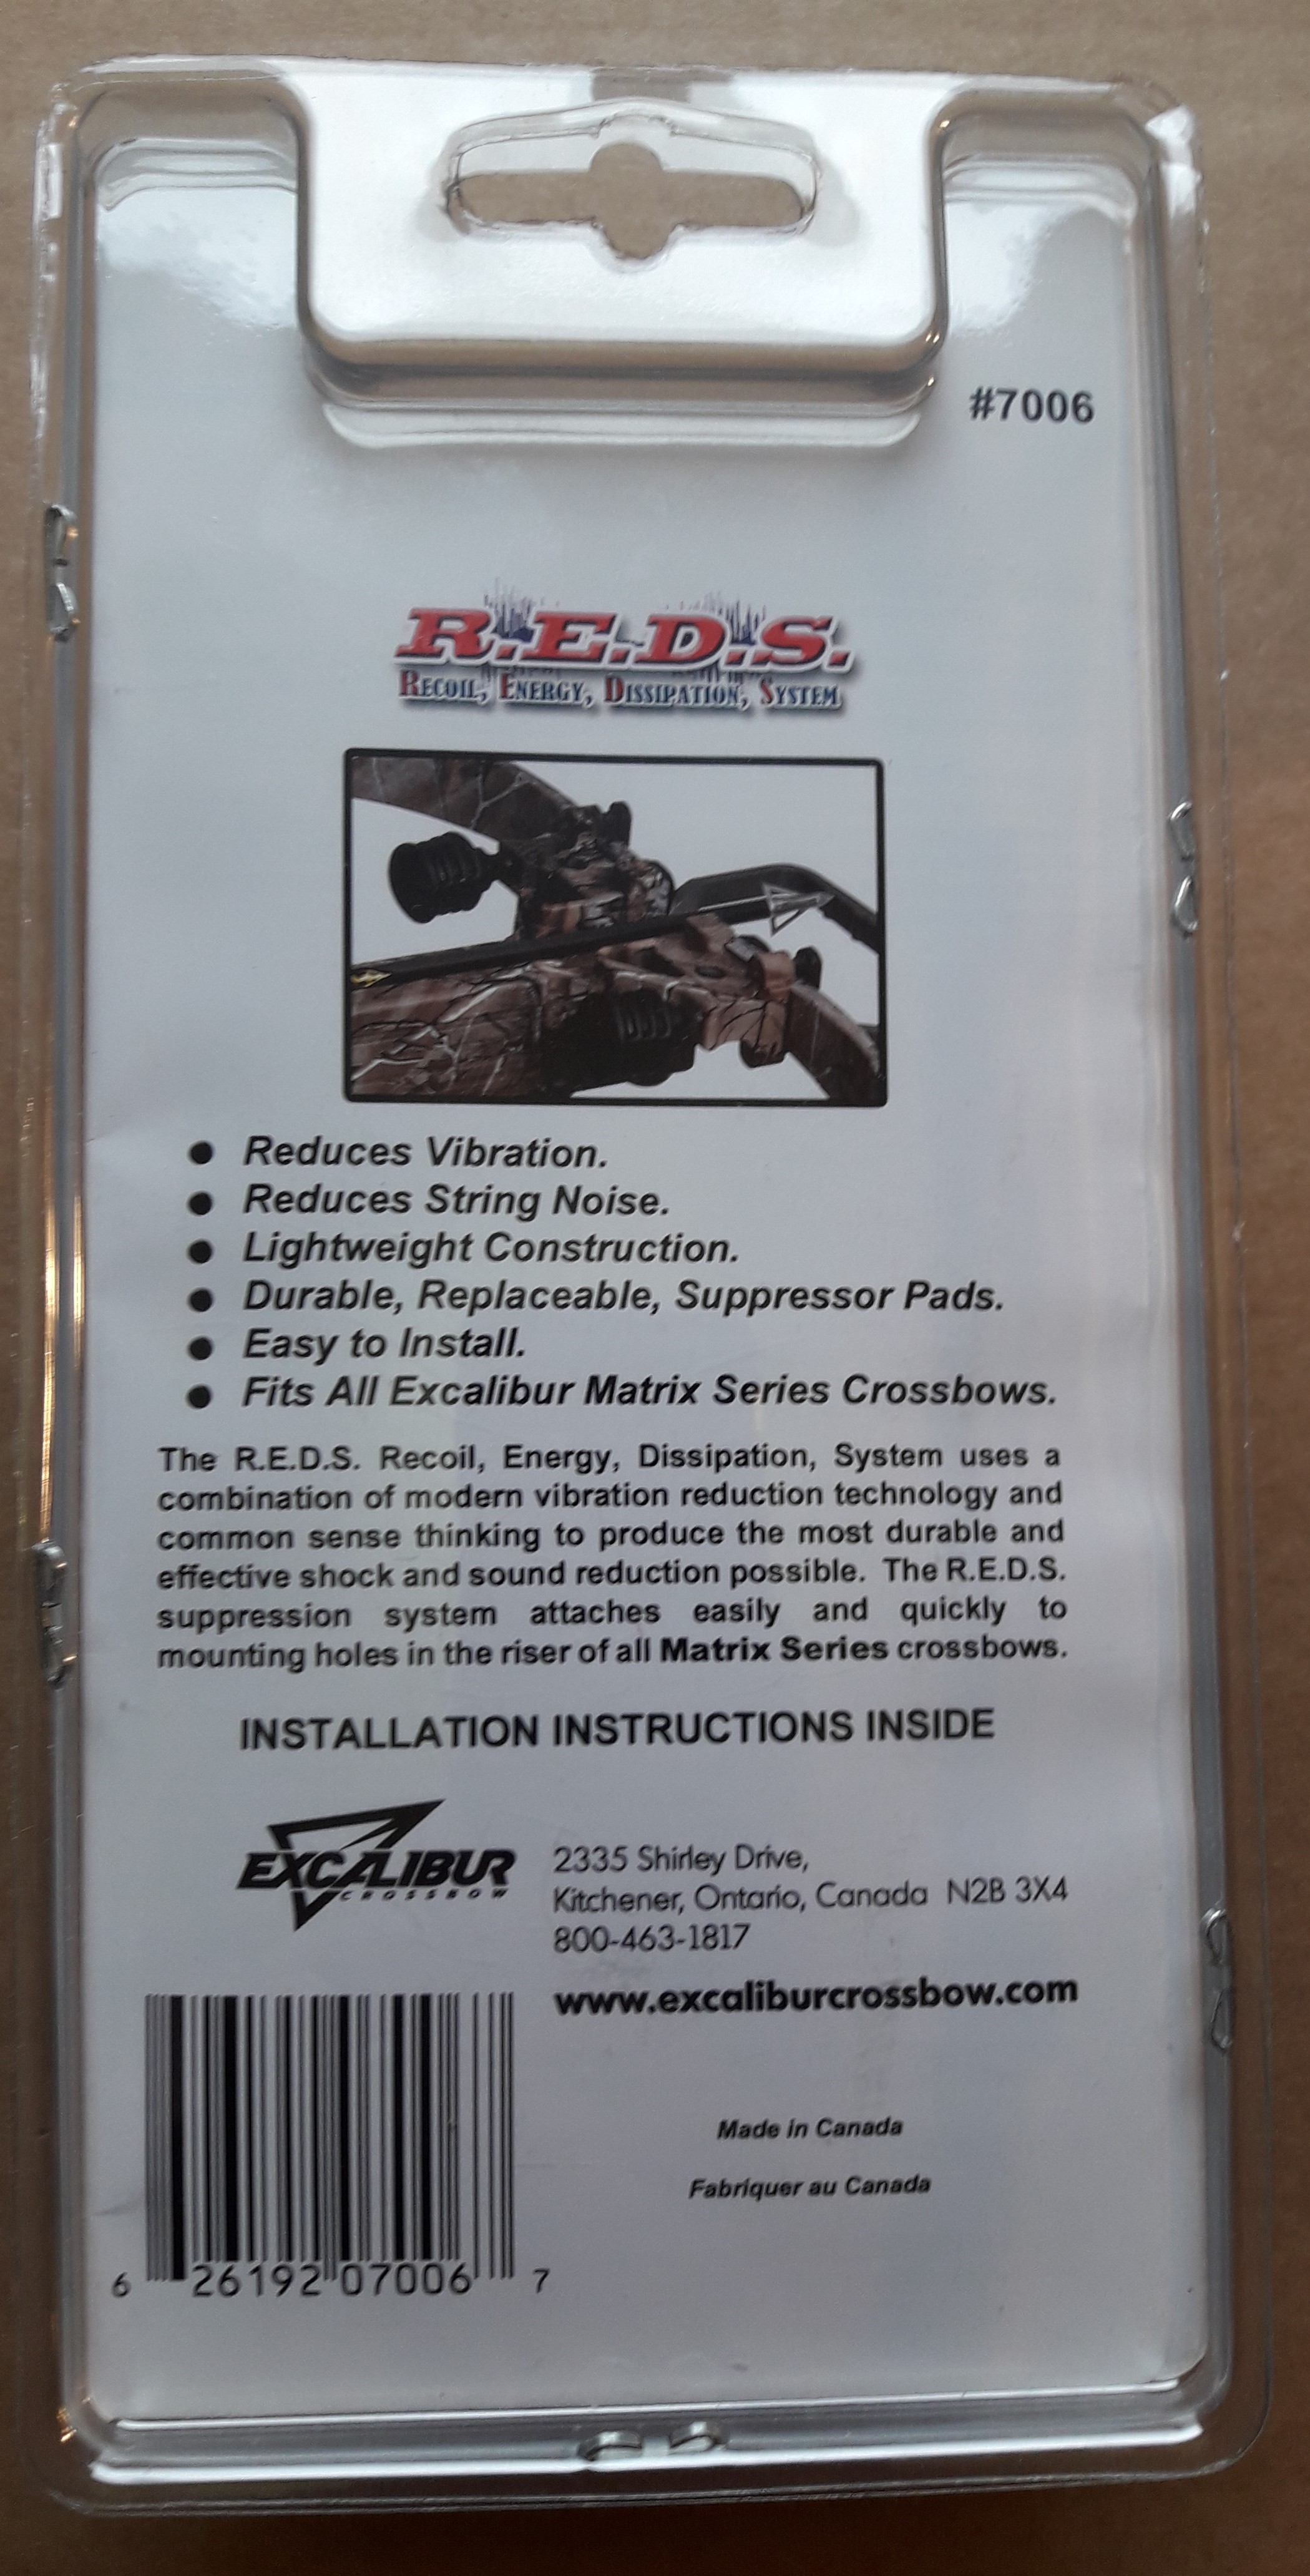 #7006
R.E.D.S.
RECOIL, ENERGY, DISSIPATION, SYSTEM
● Reduces Vibration.
● Reduces String Noise.
● Lightweight Construction.
● Durable, Replaceable, Suppressor Pads.
● Easy to Install.
● Fits All Excalibur Matrix Series Crossbows.
The R.E.D.S. Recoil, Energy, Dissipation, System uses a
combination of modern vibration reduction technology and
common sense thinking to produce the most durable and
effective shock and sound reduction possible. The R.E.D.S.
suppression system attaches easily and quickly to
mounting holes in the riser of all Matrix Series crossbows.
INSTALLATION INSTRUCTIONS INSIDE
EXCALIBUR
CROSSBOW
2335 Shirley Drive,
Kitchener, Ontario, Canada N2B 3X4
800-463-1817
www.excaliburcrossbow.com
Made in Canada
Fabriquer au Canada
6 26192 07006 7